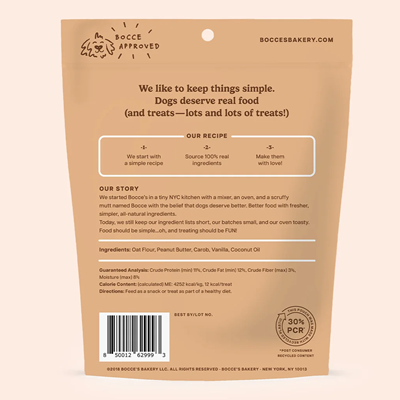 BOCCE
APPROVED
BOCCESBAKERY.COM
We like to keep things simple.
Dogs deserve real food
(and treats—lots and lots of treats!)
OUR RECIPE
-1-
We start with
a simple recipe
-2-
Source 100% real
ingredients
-3-
Make them
with love!
OUR STORY
We started Bocce's in a tiny NYC kitchen with a mixer, an oven, and a scruffy
mutt named Bocce with the belief that dogs deserve better. Better food with fresher,
simpler, all-natural ingredients.
Today, we still keep our ingredient lists short, our batches small, and our oven toasty.
Food should be simple...oh, and treating should be FUN!
Ingredients: Oat Flour, Peanut Butter, Carob, Vanilla, Coconut Oil
Guaranteed Analysis: Crude Protein (min) 11%, Crude Fat (min) 12%, Crude Fiber (max) 3%,
Moisture (max) 6%
Calorie Content: (calculated) ME: 4252 kcal/kg, 12 kcal/treat
Directions: Feed as a snack or treat as part of a healthy diet.
BEST BY/LOT NO.
8 50012 62999 3
30%
PCR*
*POST CONSUMER
RECYCLED CONTENT
BOCCE'S BAKERY LLC. ALL RIGHTS RESERVED · BOCCE'S BAKERY · NEW YORK, NY 10013